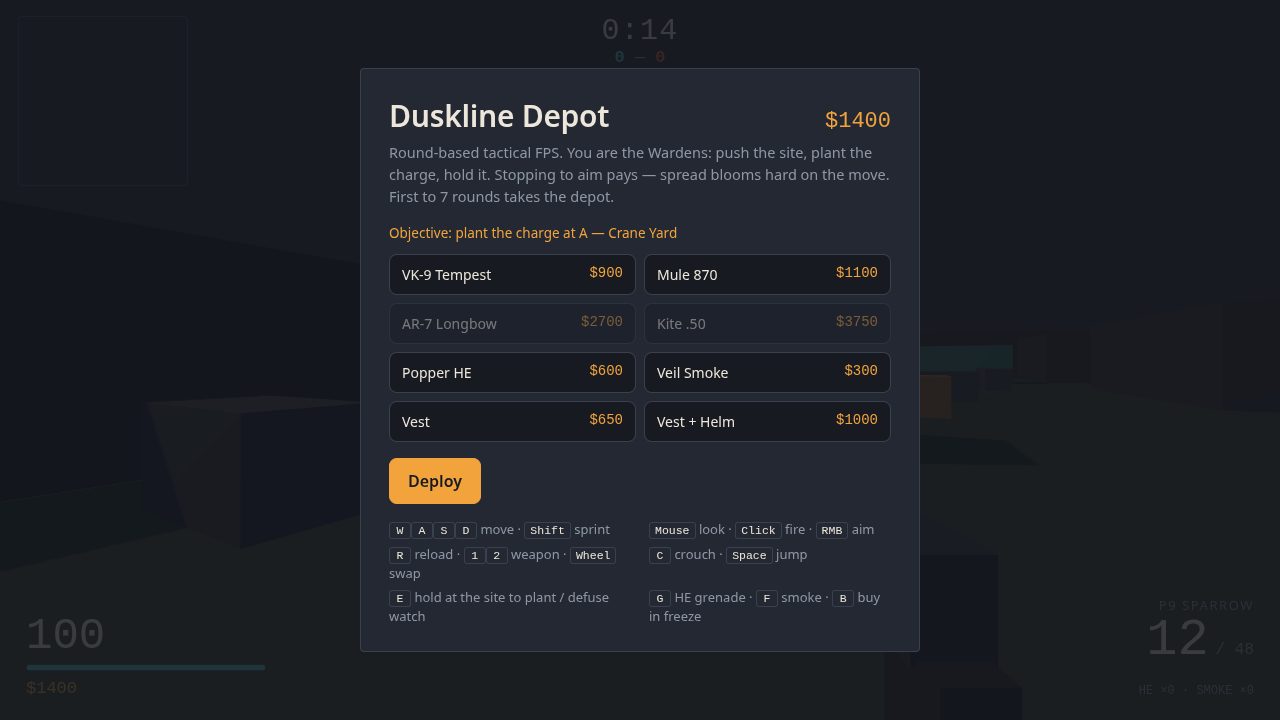 0:14
0 — 0
Duskline Depot
$1400
Round-based tactical FPS. You are the Wardens: push the site, plant the
charge, hold it. Stopping to aim pays — spread blooms hard on the move.
First to 7 rounds takes the depot.
Objective: plant the charge at A — Crane Yard
VK-9 Tempest $900
Mule 870 $1100
AR-7 Longbow $2700
Kite .50 $3750
Popper HE $600
Veil Smoke $300
Vest $650
Vest + Helm $1000
Deploy
W A S D move · Shift sprint
Mouse look · Click fire · RMB aim
R reload · 1 2 weapon · Wheel
swap
C crouch · Space jump
E hold at the site to plant / defuse
watch
G HE grenade · F smoke · B buy
in freeze
100
$1400
P9 SPARROW
12 / 48
HE ×0 · SMOKE ×0